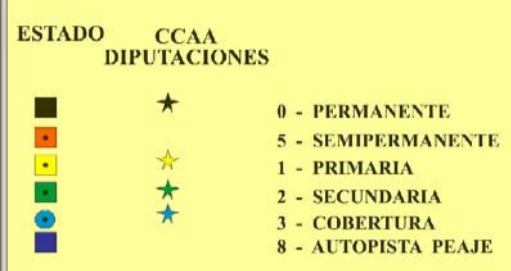 ESTADO CCAA
DIPUTACIONES
0 - PERMANENTE
5 - SEMIPERMANENTE
1 - PRIMARIA
2 - SECUNDARIA
3 - COBERTURA
8 - AUTOPISTA PEAJE